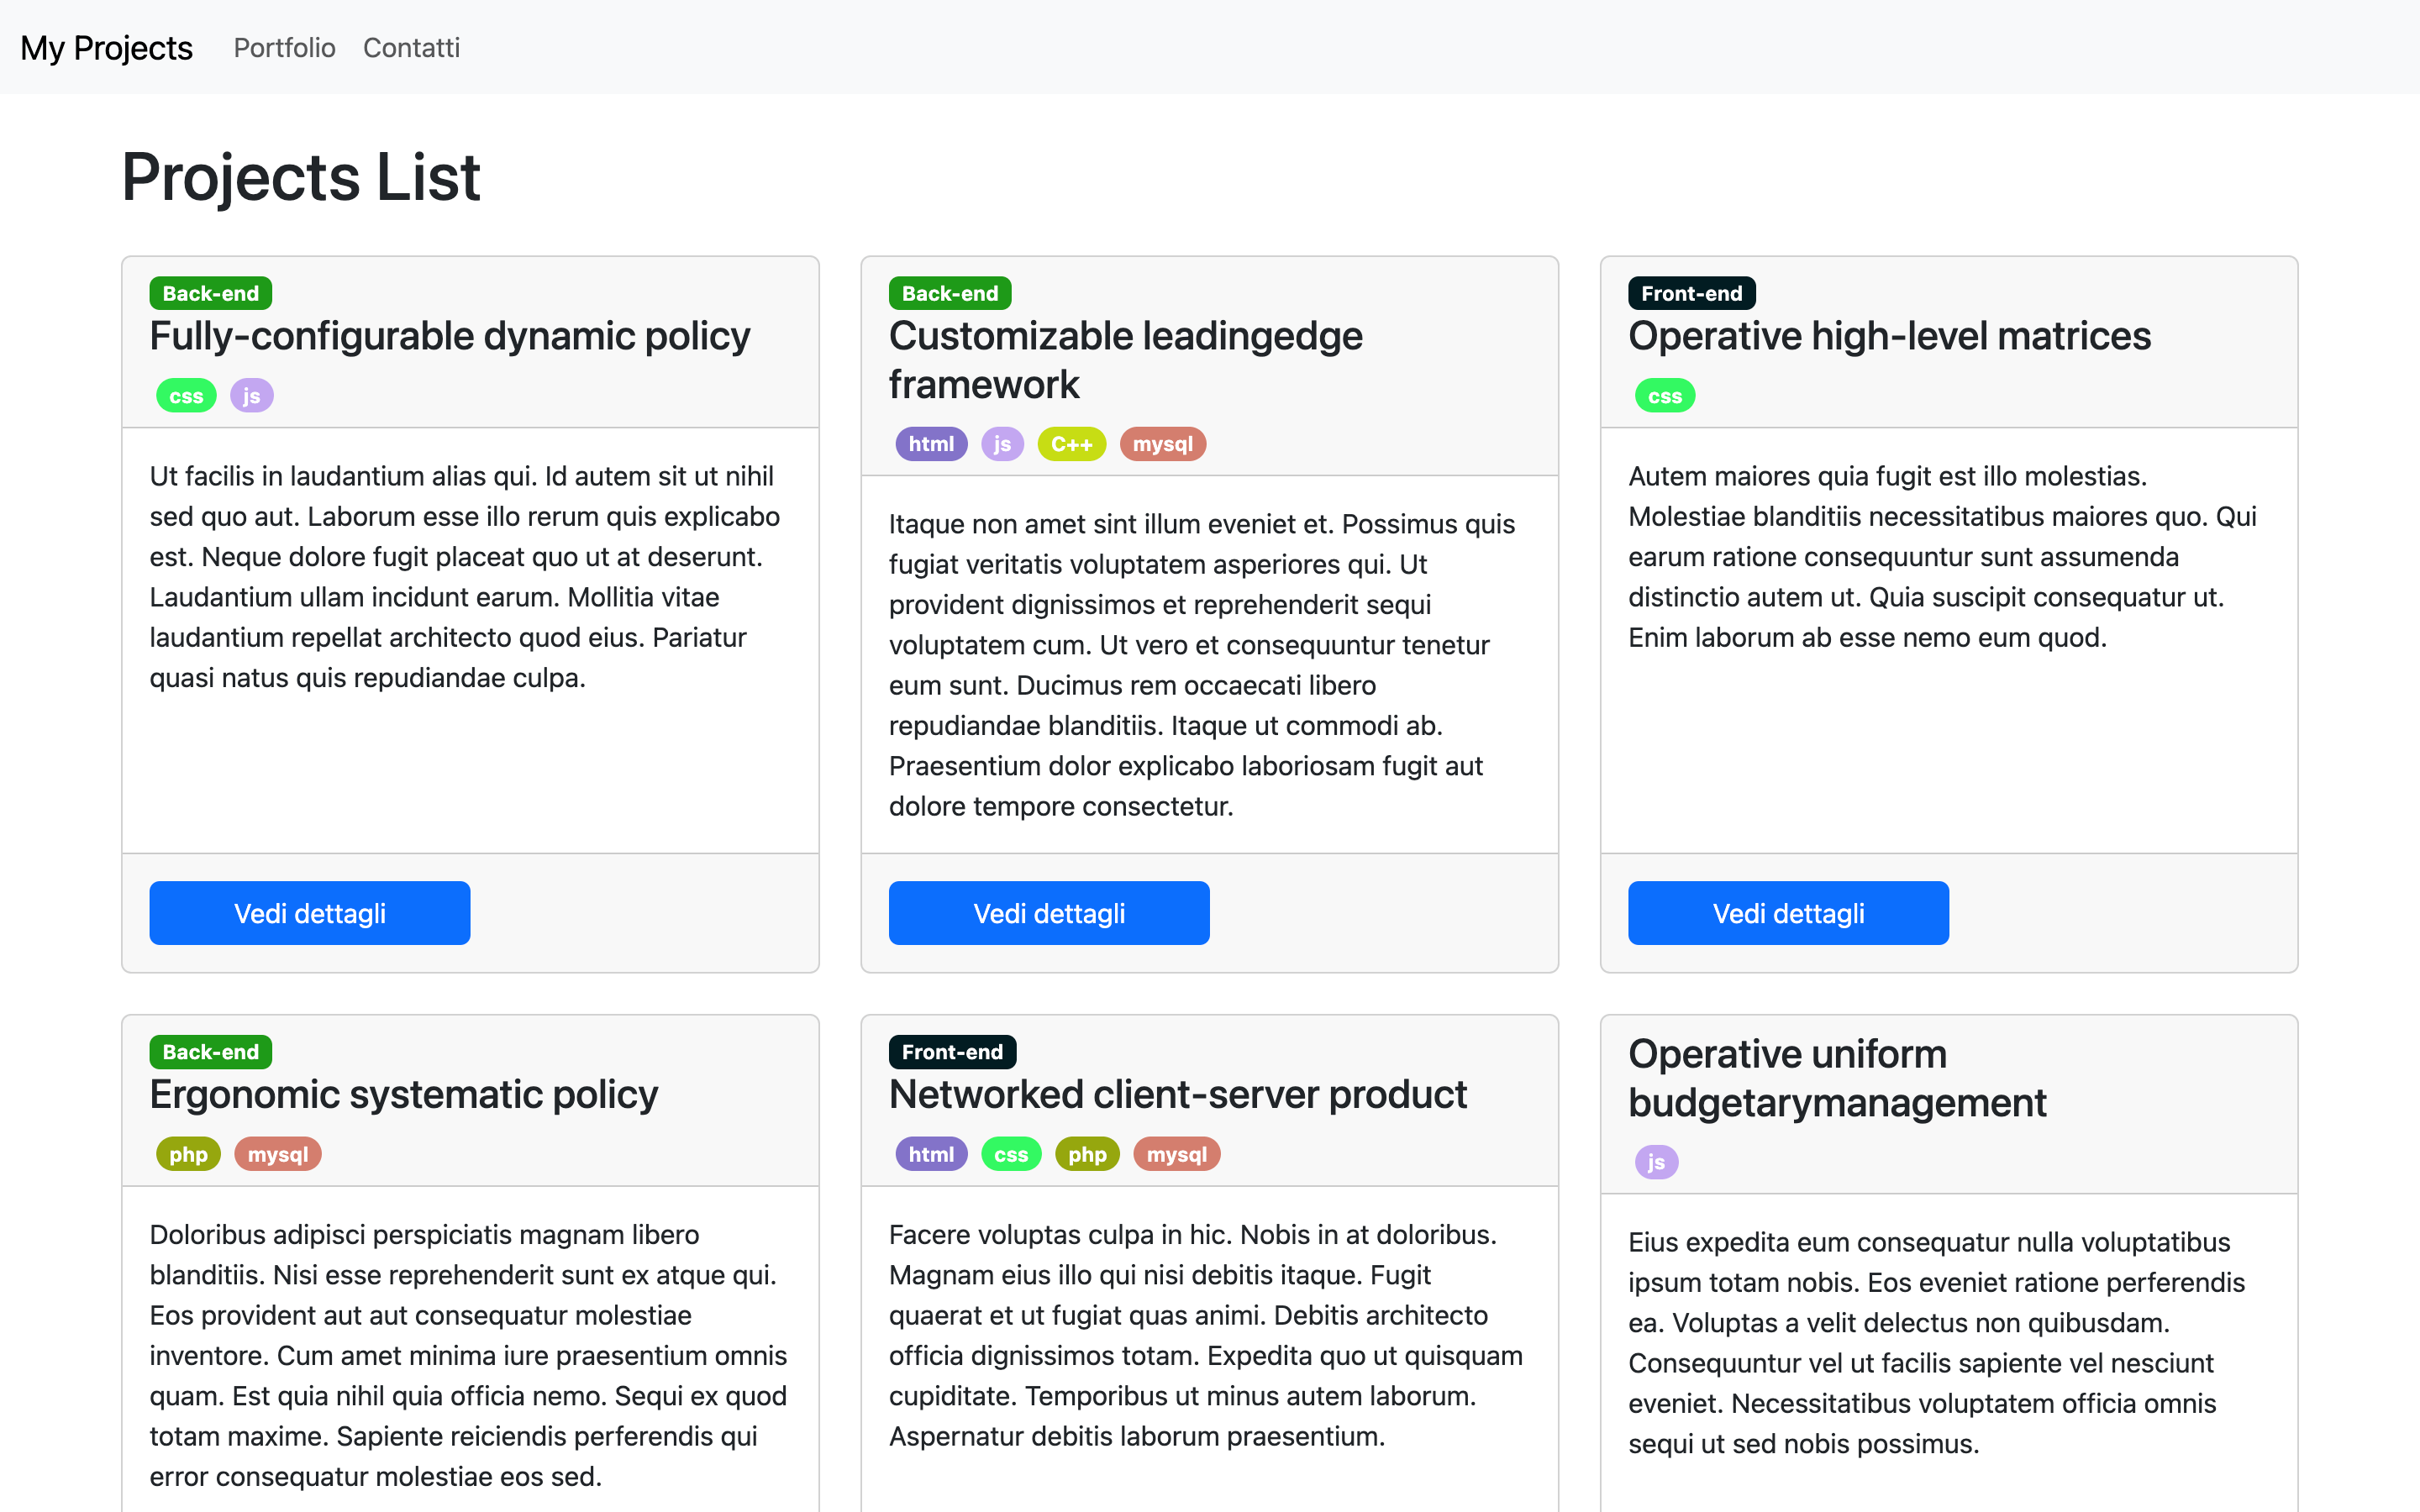 My Projects Portfolio Contatti
Projects List
Back-end
Fully-configurable dynamic policy
css js
Ut facilis in laudantium alias qui. Id autem sit ut nihil
sed quo aut. Laborum esse illo rerum quis explicabo
est. Neque dolore fugit placeat quo ut at deserunt.
Laudantium ullam incidunt earum. Mollitia vitae
laudantium repellat architecto quod eius. Pariatur
quasi natus quis repudiandae culpa.
Vedi dettagli
Back-end
Customizable leadingedge
framework
html js C++ mysql
Itaque non amet sint illum eveniet et. Possimus quis
fugiat veritatis voluptatem asperiores qui. Ut
provident dignissimos et reprehenderit sequi
voluptatem cum. Ut vero et consequuntur tenetur
eum sunt. Ducimus rem occaecati libero
repudiandae blanditiis. Itaque ut commodi ab.
Praesentium dolor explicabo laboriosam fugit aut
dolore tempore consectetur.
Vedi dettagli
Front-end
Operative high-level matrices
css
Autem maiores quia fugit est illo molestias.
Molestiae blanditiis necessitatibus maiores quo. Qui
earum ratione consequuntur sunt assumenda
distinctio autem ut. Quia suscipit consequatur ut.
Enim laborum ab esse nemo eum quod.
Vedi dettagli
Back-end
Ergonomic systematic policy
php mysql
Doloribus adipisci perspiciatis magnam libero
blanditiis. Nisi esse reprehenderit sunt ex atque qui.
Eos provident aut aut consequatur molestiae
inventore. Cum amet minima iure praesentium omnis
quam. Est quia nihil quia officia nemo. Sequi ex quod
totam maxime. Sapiente reiciendis perferendis qui
error consequatur molestiae eos sed.
Front-end
Networked client-server product
html css php mysql
Facere voluptas culpa in hic. Nobis in at doloribus.
Magnam eius illo qui nisi debitis itaque. Fugit
quaerat et ut fugiat quas animi. Debitis architecto
officia dignissimos totam. Expedita quo ut quisquam
cupiditate. Temporibus ut minus autem laborum.
Aspernatur debitis laborum praesentium.
Operative uniform
budgetarymanagement
js
Eius expedita eum consequatur nulla voluptatibus
ipsum totam nobis. Eos eveniet ratione perferendis
ea. Voluptas a velit delectus non quibusdam.
Consequuntur vel ut facilis sapiente vel nesciunt
eveniet. Necessitatibus voluptatem officia omnis
sequi ut sed nobis possimus.